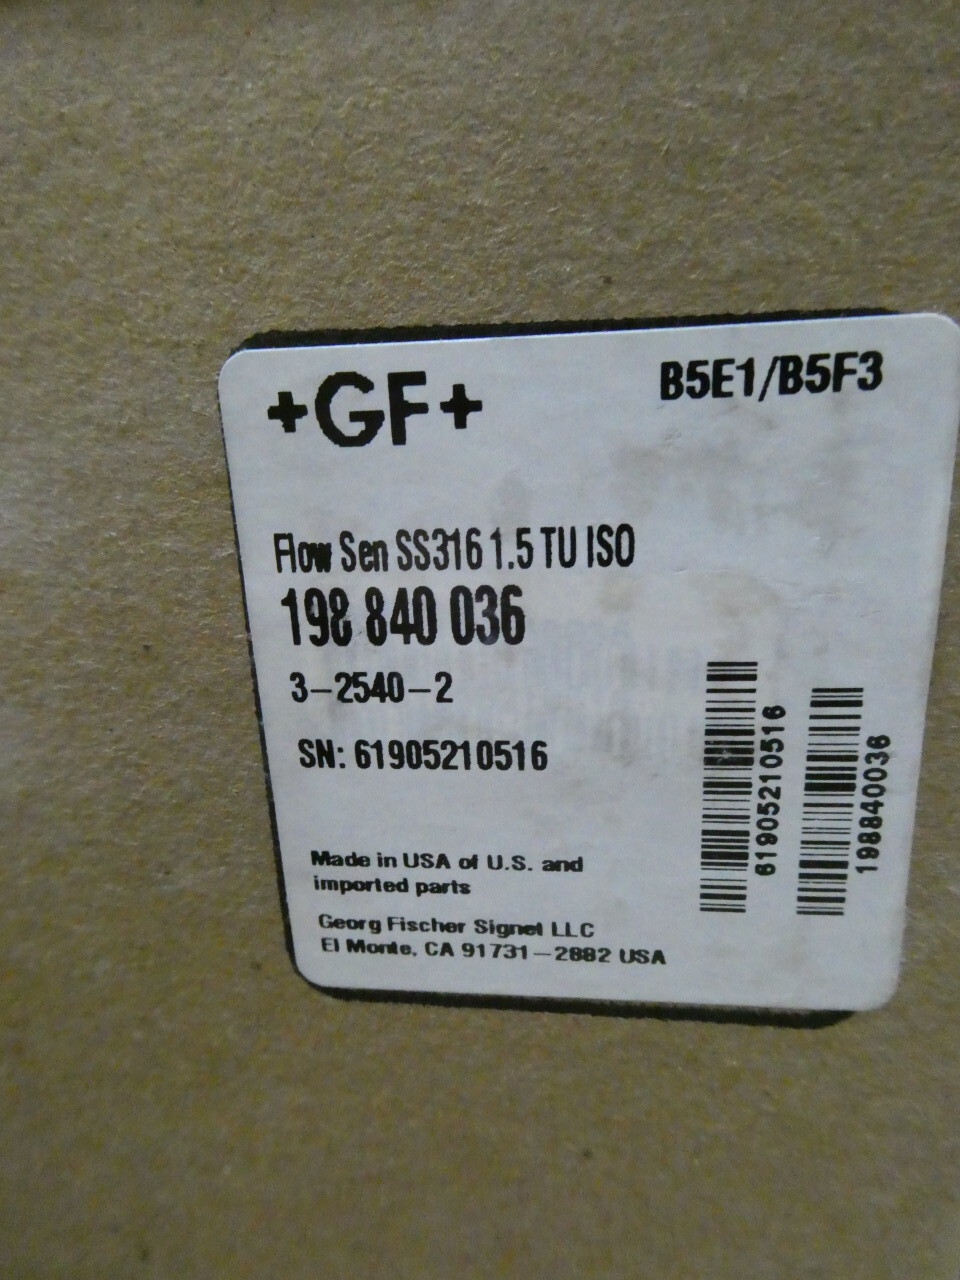 +GF+
B5E1/B5F3
Flow Sen SS316 1.5 TU ISO
198 840 036
3-2540-2
SN: 61905210516
Made in USA of U.S. and
imported parts
Georg Fischer Signet LLC
El Monte, CA 91731-2882 USA
61905210516
198840036